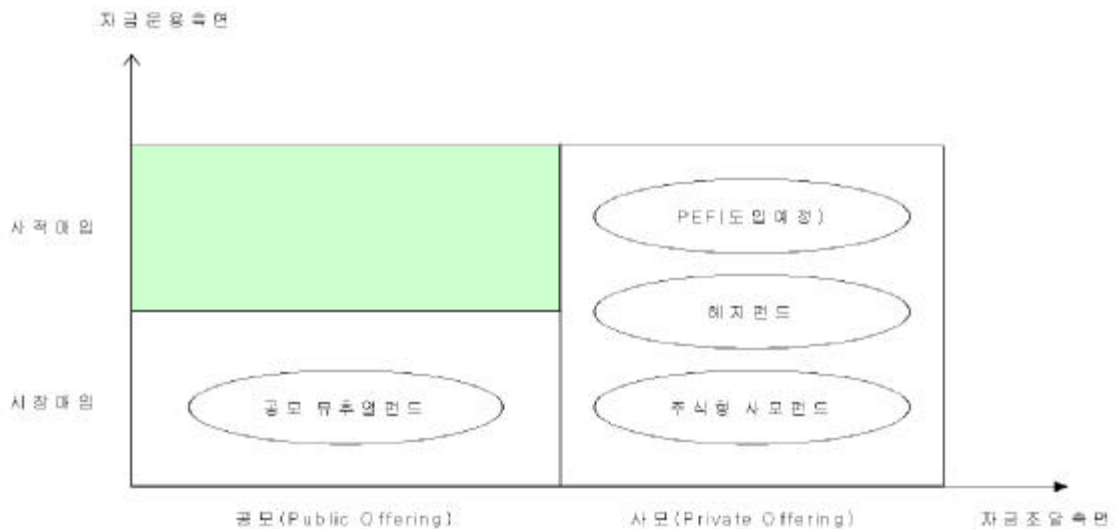 자금운용측면
사적매입
PEF(도입예정)
헤지펀드
시장매입
공모 뮤추얼펀드
주식형 사모펀드
공모(Public Offering)
사모(Private Offering)
자금조달측면